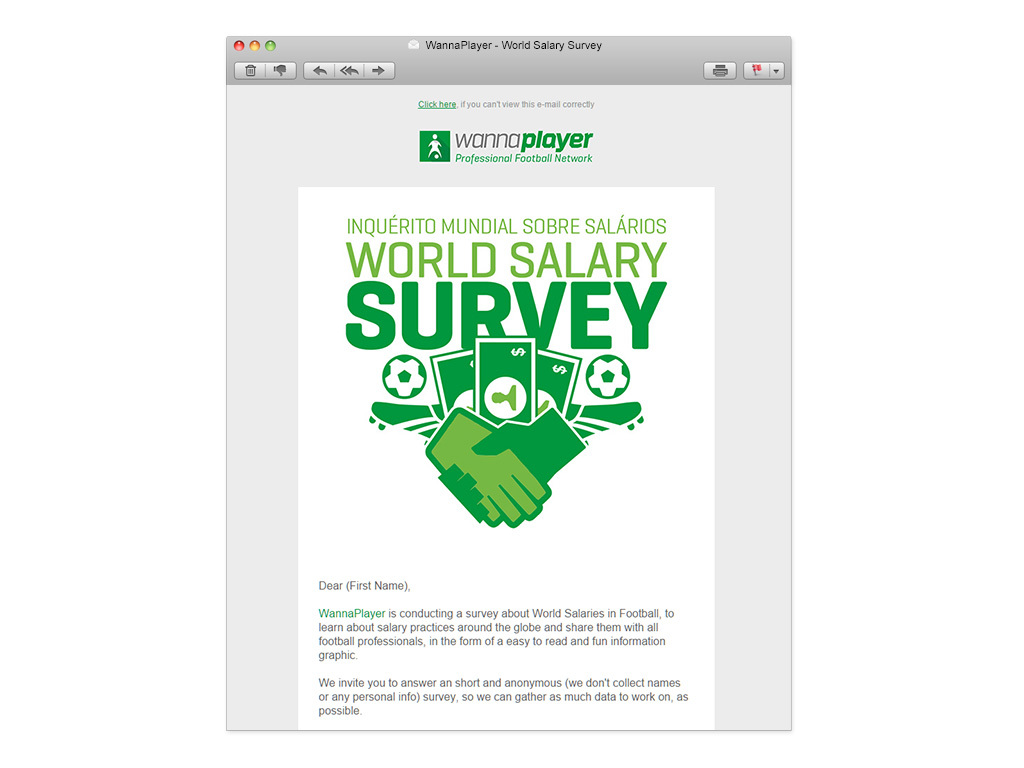 WannaPlayer - World Salary Survey
Click here, if you can't view this e-mail correctly
wannaplayer
Professional Football Network
INQUÉRITO MUNDIAL SOBRE SALÁRIOS
WORLD SALARY
SURVEY
$ $
Dear (First Name),
WannaPlayer is conducting a survey about World Salaries in Football, to
learn about salary practices around the globe and share them with all
football professionals, in the form of a easy to read and fun information
graphic.
We invite you to answer an short and anonymous (we don't collect names
or any personal info) survey, so we can gather as much data to work on, as
possible.